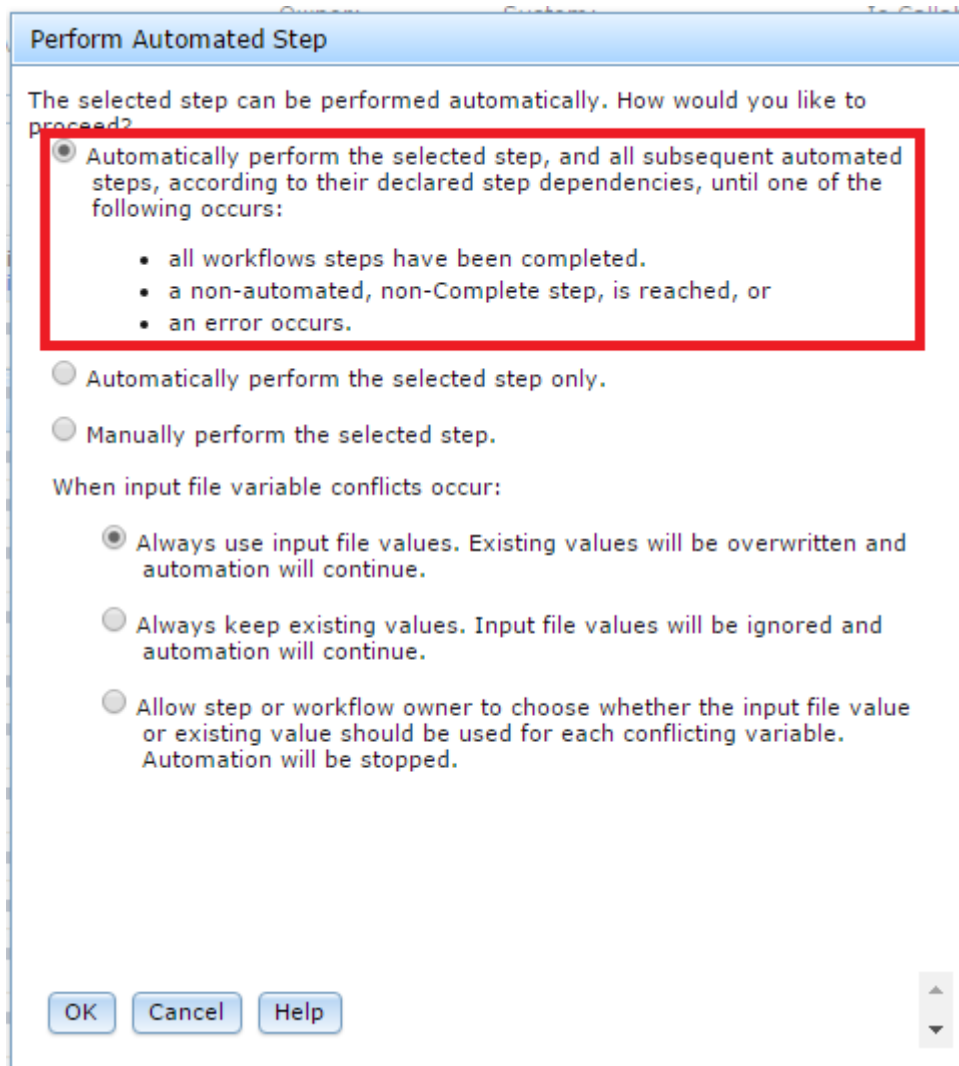 Perform Automated Step
The selected step can be performed automatically. How would you like to
proceed?
Automatically perform the selected step, and all subsequent automated
steps, according to their declared step dependencies, until one of the
following occurs:
• all workflows steps have been completed.
• a non-automated, non-Complete step, is reached, or
• an error occurs.
Automatically perform the selected step only.
Manually perform the selected step.
When input file variable conflicts occur:
Always use input file values. Existing values will be overwritten and
automation will continue.
Always keep existing values. Input file values will be ignored and
automation will continue.
Allow step or workflow owner to choose whether the input file value
or existing value should be used for each conflicting variable.
Automation will be stopped.
OK Cancel Help